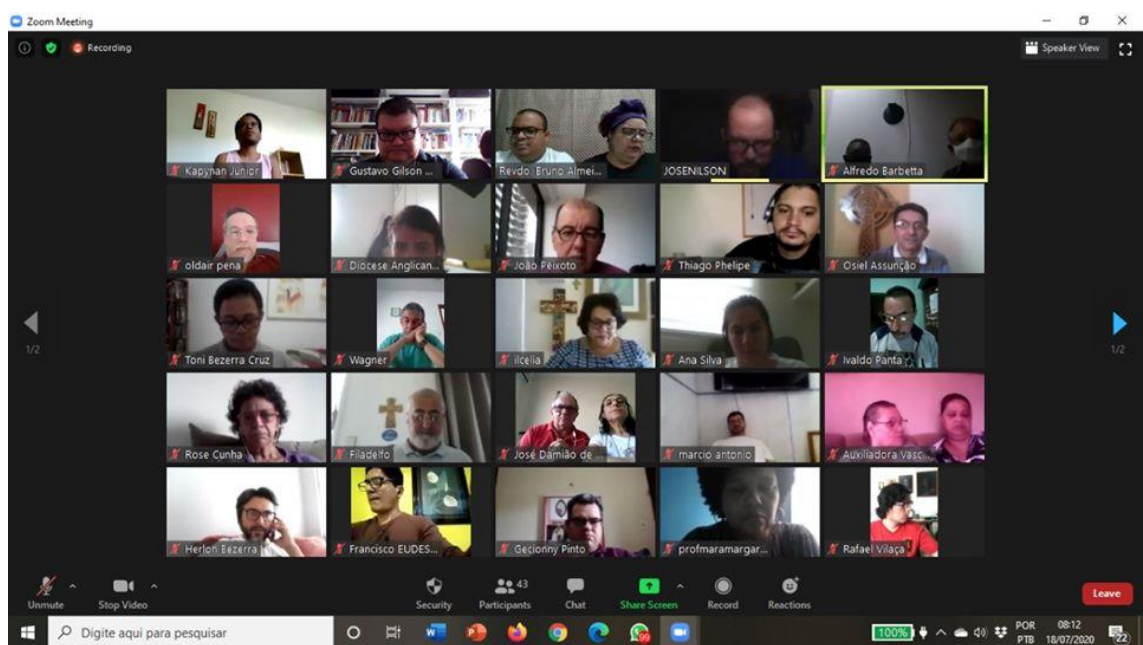 Zoom Meeting
Recording
Speaker View
Kapynan Junior
Gustavo Gilson ...
Revdo. Bruno Almei...
JOSENILSON
Alfredo Barbetta
oldair pena
Diocese Anglican...
João Peixoto
Thiago Phelipe
Osiel Assunção
Toni Bezerra Cruz
Wagner
ilcelia
Ana Silva
Ivaldo Panta
1/2
1/2
Rose Cunha
Filadelfo
José Damião de ...
marcio antonio
Auxiliadora Vasc...
Herlon Bezerra
Francisco EUDES...
Gecionny Pinto
profmaramargar...
Rafael Vilaça
Unmute
Stop Video
Security
Participants
43
Chat
Share Screen
Record
Reactions
Leave
Digite aqui para pesquisar
99
100%
POR
PTB
08:12
18/07/2020
22